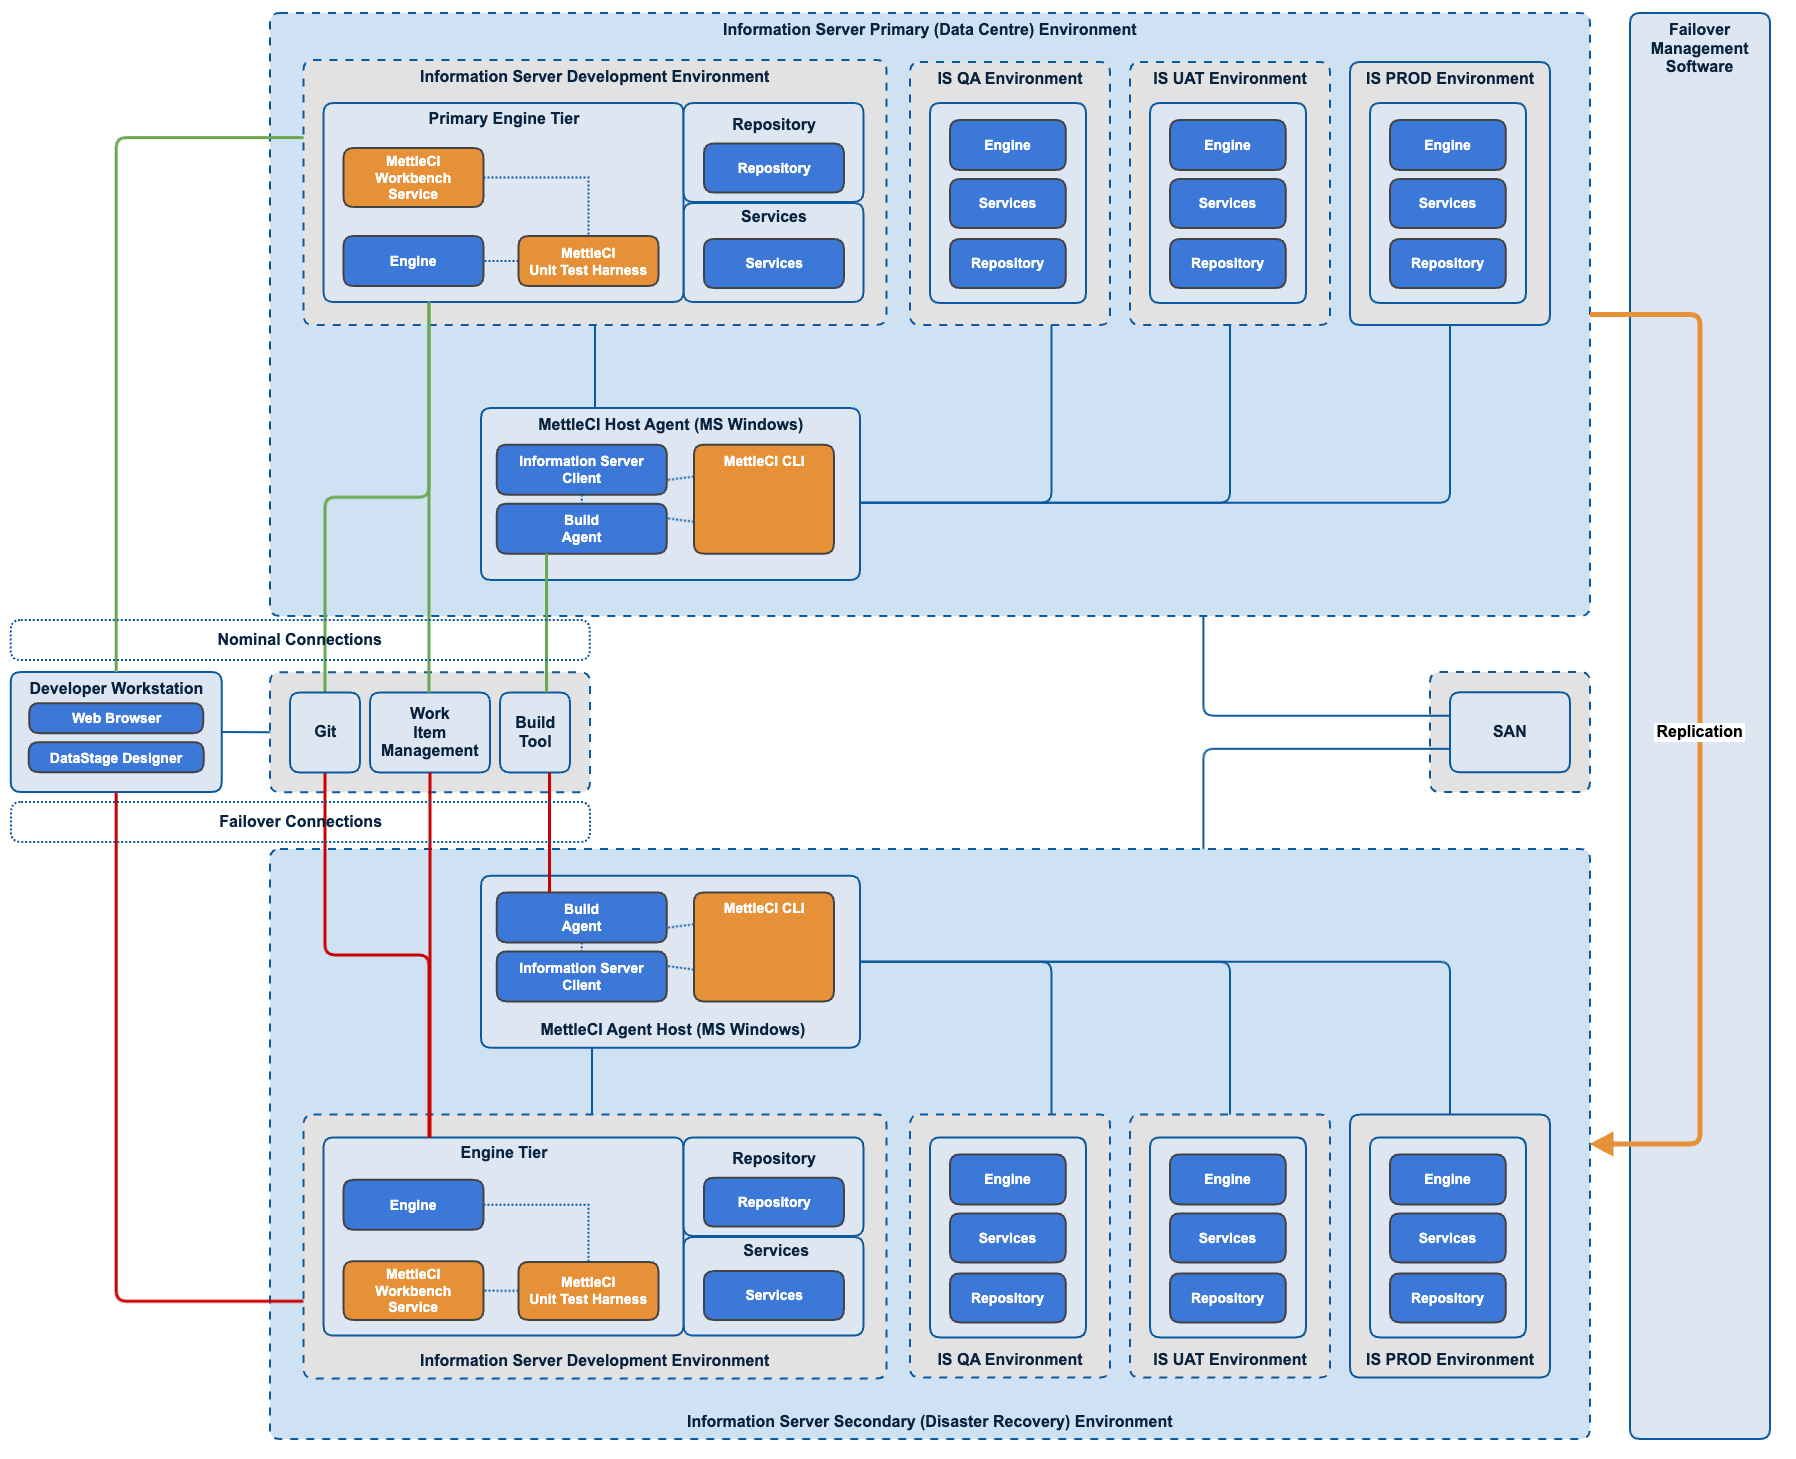 Information Server Primary (Data Centre) Environment
Failover
Management
Software
Information Server Development Environment
Primary Engine Tier
MettleCI
Workbench
Service
Engine
MettleCI
Unit Test Harness
Repository
Repository
Services
Services
IS QA Environment
Engine
Services
Repository
IS UAT Environment
Engine
Services
Repository
IS PROD Environment
Engine
Services
Repository
MettleCI Host Agent (MS Windows)
Information Server
Client
Build
Agent
MettleCI CLI
Nominal Connections
Developer Workstation
Web Browser
DataStage Designer
Git
Work
Item
Management
Build
Tool
SAN
Replication
Failover Connections
Build
Agent
Information Server
Client
MettleCI CLI
MettleCI Agent Host (MS Windows)
Engine Tier
Engine
MettleCI
Workbench
Service
MettleCI
Unit Test Harness
Repository
Repository
Services
Services
Information Server Development Environment
Engine
Services
Repository
IS QA Environment
Engine
Services
Repository
IS UAT Environment
Engine
Services
Repository
IS PROD Environment
Information Server Secondary (Disaster Recovery) Environment